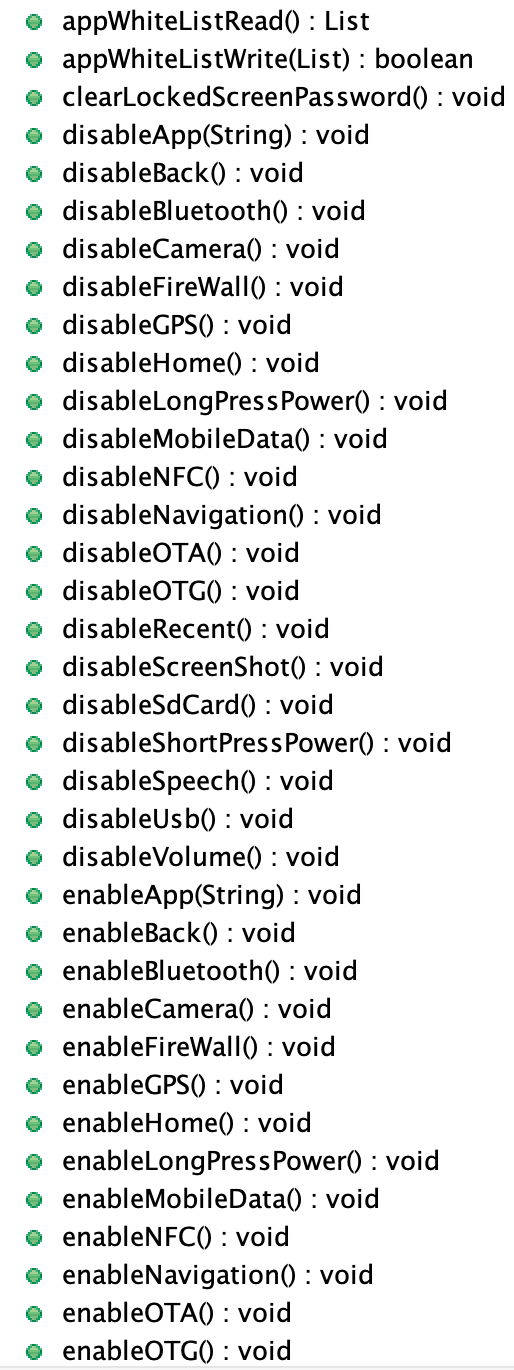 appWhiteListRead() : List
appWhiteListWrite(List) : boolean
clearLockedScreenPassword() : void
disableApp(String) : void
disableBack() : void
disableBluetooth() : void
disableCamera() : void
disableFireWall() : void
disableGPS() : void
disableHome() : void
disableLongPressPower() : void
disableMobileData() : void
disableNFC() : void
disableNavigation() : void
disableOTA() : void
disableOTG() : void
disableRecent() : void
disableScreenShot() : void
disableSdCard() : void
disableShortPressPower() : void
disableSpeech() : void
disableUsb() : void
disableVolume() : void
enableApp(String) : void
enableBack() : void
enableBluetooth() : void
enableCamera() : void
enableFireWall() : void
enableGPS() : void
enableHome() : void
enableLongPressPower() : void
enableMobileData() : void
enableNFC() : void
enableNavigation() : void
enableOTA() : void
enableOTG() : void